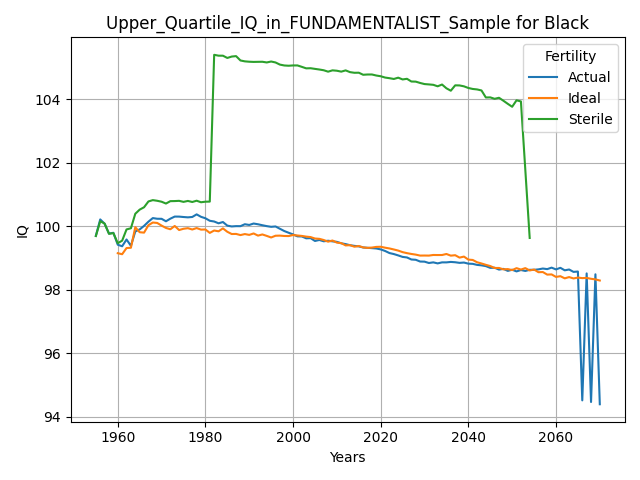 Upper_Quartile_IQ_in_FUNDAMENTALIST_Sample for Black
Fertility
Actual
Ideal
Sterile
IQ
104
102
100
98
96
94
1960
1980
2000
2020
2040
2060
Years